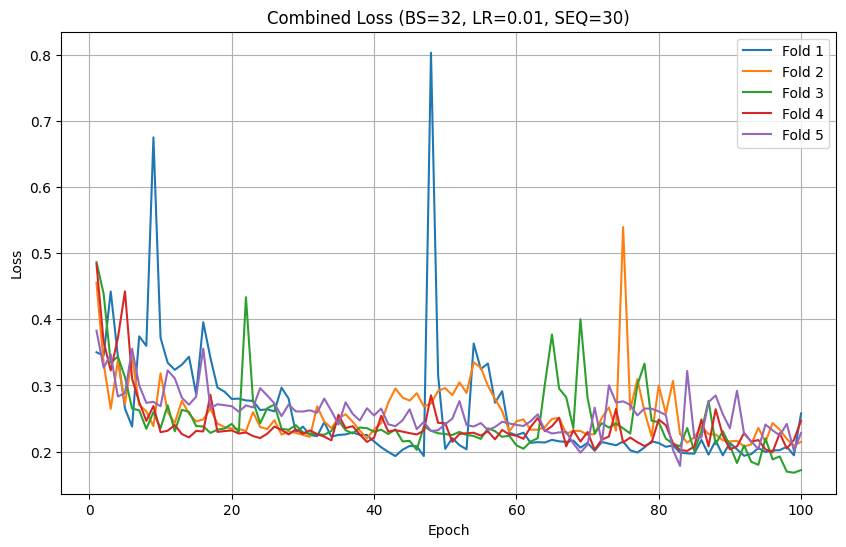 Combined Loss (BS=32, LR=0.01, SEQ=30)
Loss
0.8
0.7
0.6
0.5
0.4
0.3
0.2
Fold 1
Fold 2
Fold 3
Fold 4
Fold 5
0 20 40 60 80 100
Epoch